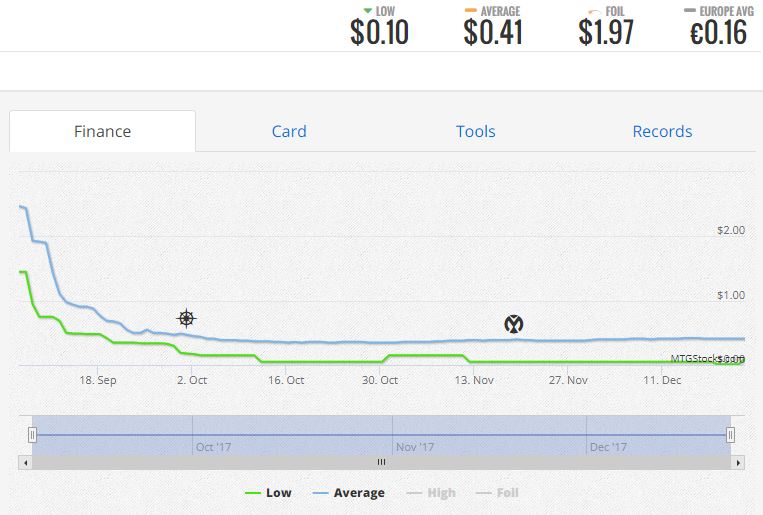 LOW AVERAGE FOIL EUROPE AVG
$0.10 $0.41 $1.97 €0.16
Finance Card Tools Records
$2.00
$1.00
$0.00
MTGStocks.com
18. Sep 2. Oct 16. Oct 30. Oct 13. Nov 27. Nov 11. Dec
Oct '17 Nov '17 Dec '17
Low Average High Foil